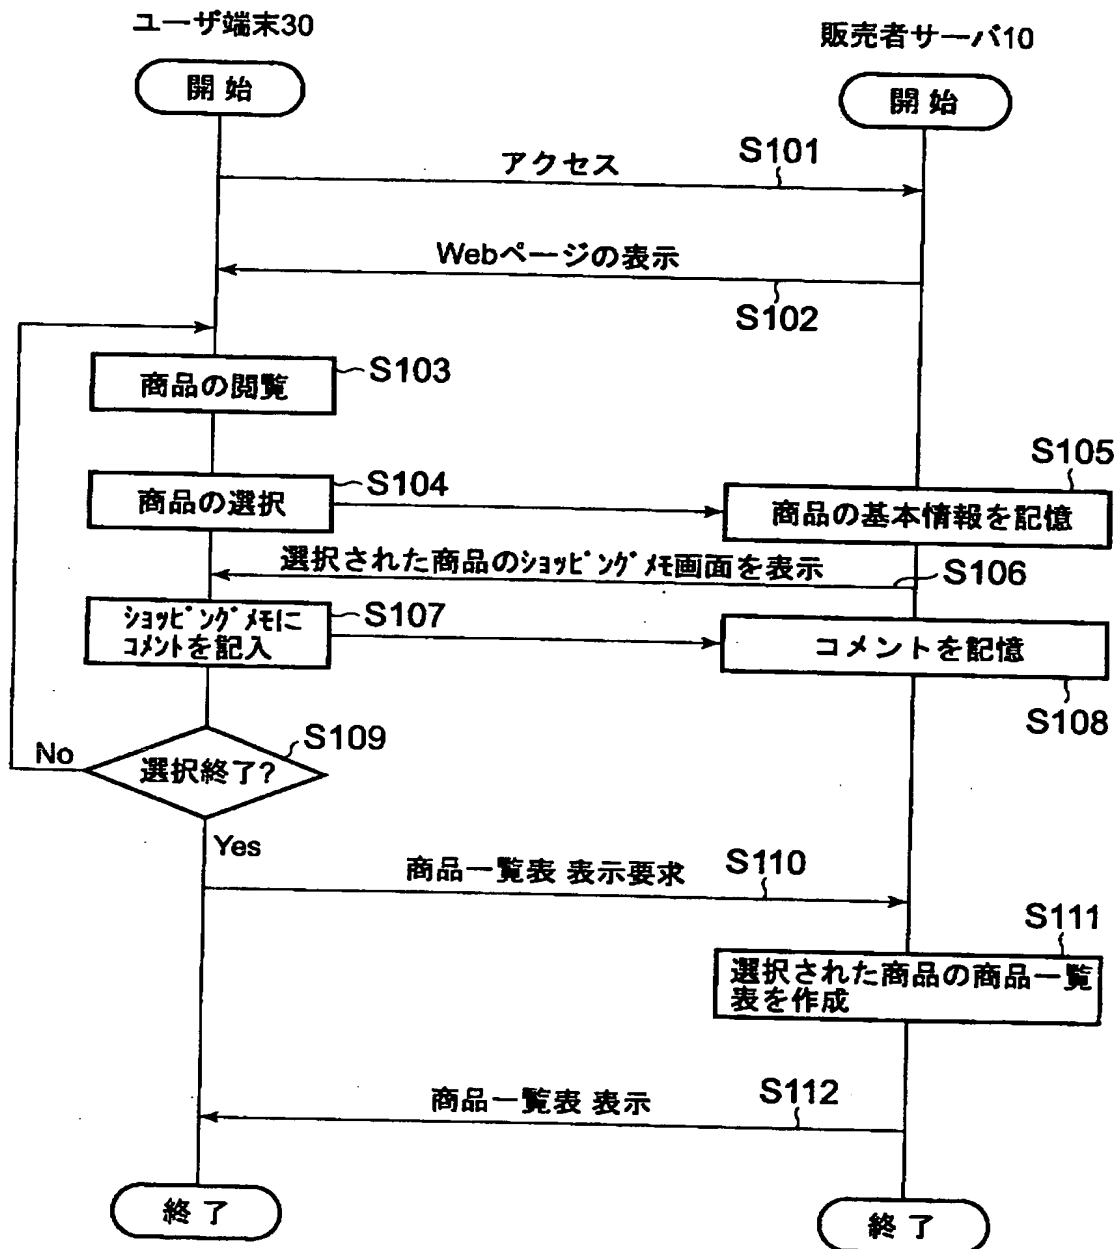 ユーザ端末30
販売者サーバ10
開始
開始
アクセス
S101
Webページの表示
S102
商品の閲覧
S103
商品の選択
S104
S105
商品の基本情報を記憶
選択された商品のショッピングメモ画面を表示
S106
ショッピングメモに
コメントを記入
S107
コメントを記憶
S108
選択終了?
S109
No
Yes
商品一覧表 表示要求
S110
S111
選択された商品の商品一覧
表を作成
商品一覧表 表示
S112
終了
終了